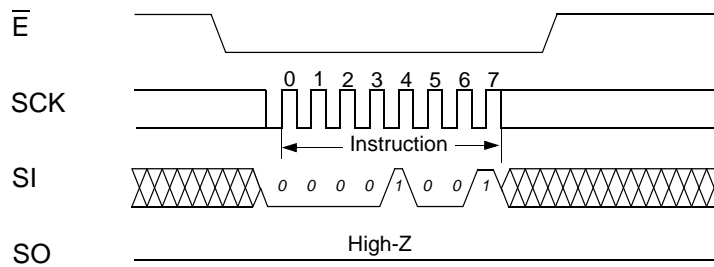 E̅
SCK 0 1 2 3 4 5 6 7
Instruction
SI 0 0 0 0 1 0 0 1
High-Z
SO